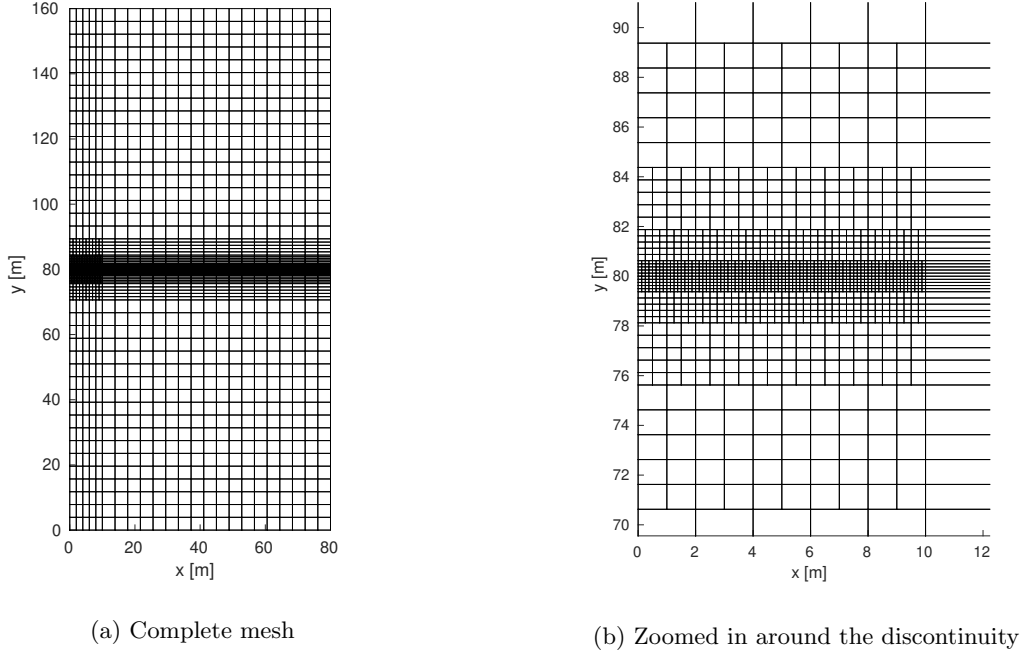 160
140
120
100
80
60
40
20
0
y [m]
0 20 40 60 80
x [m]
(a) Complete mesh
90
88
86
84
82
80
78
76
74
72
70
y [m]
0 2 4 6 8 10 12
x [m]
(b) Zoomed in around the discontinuity